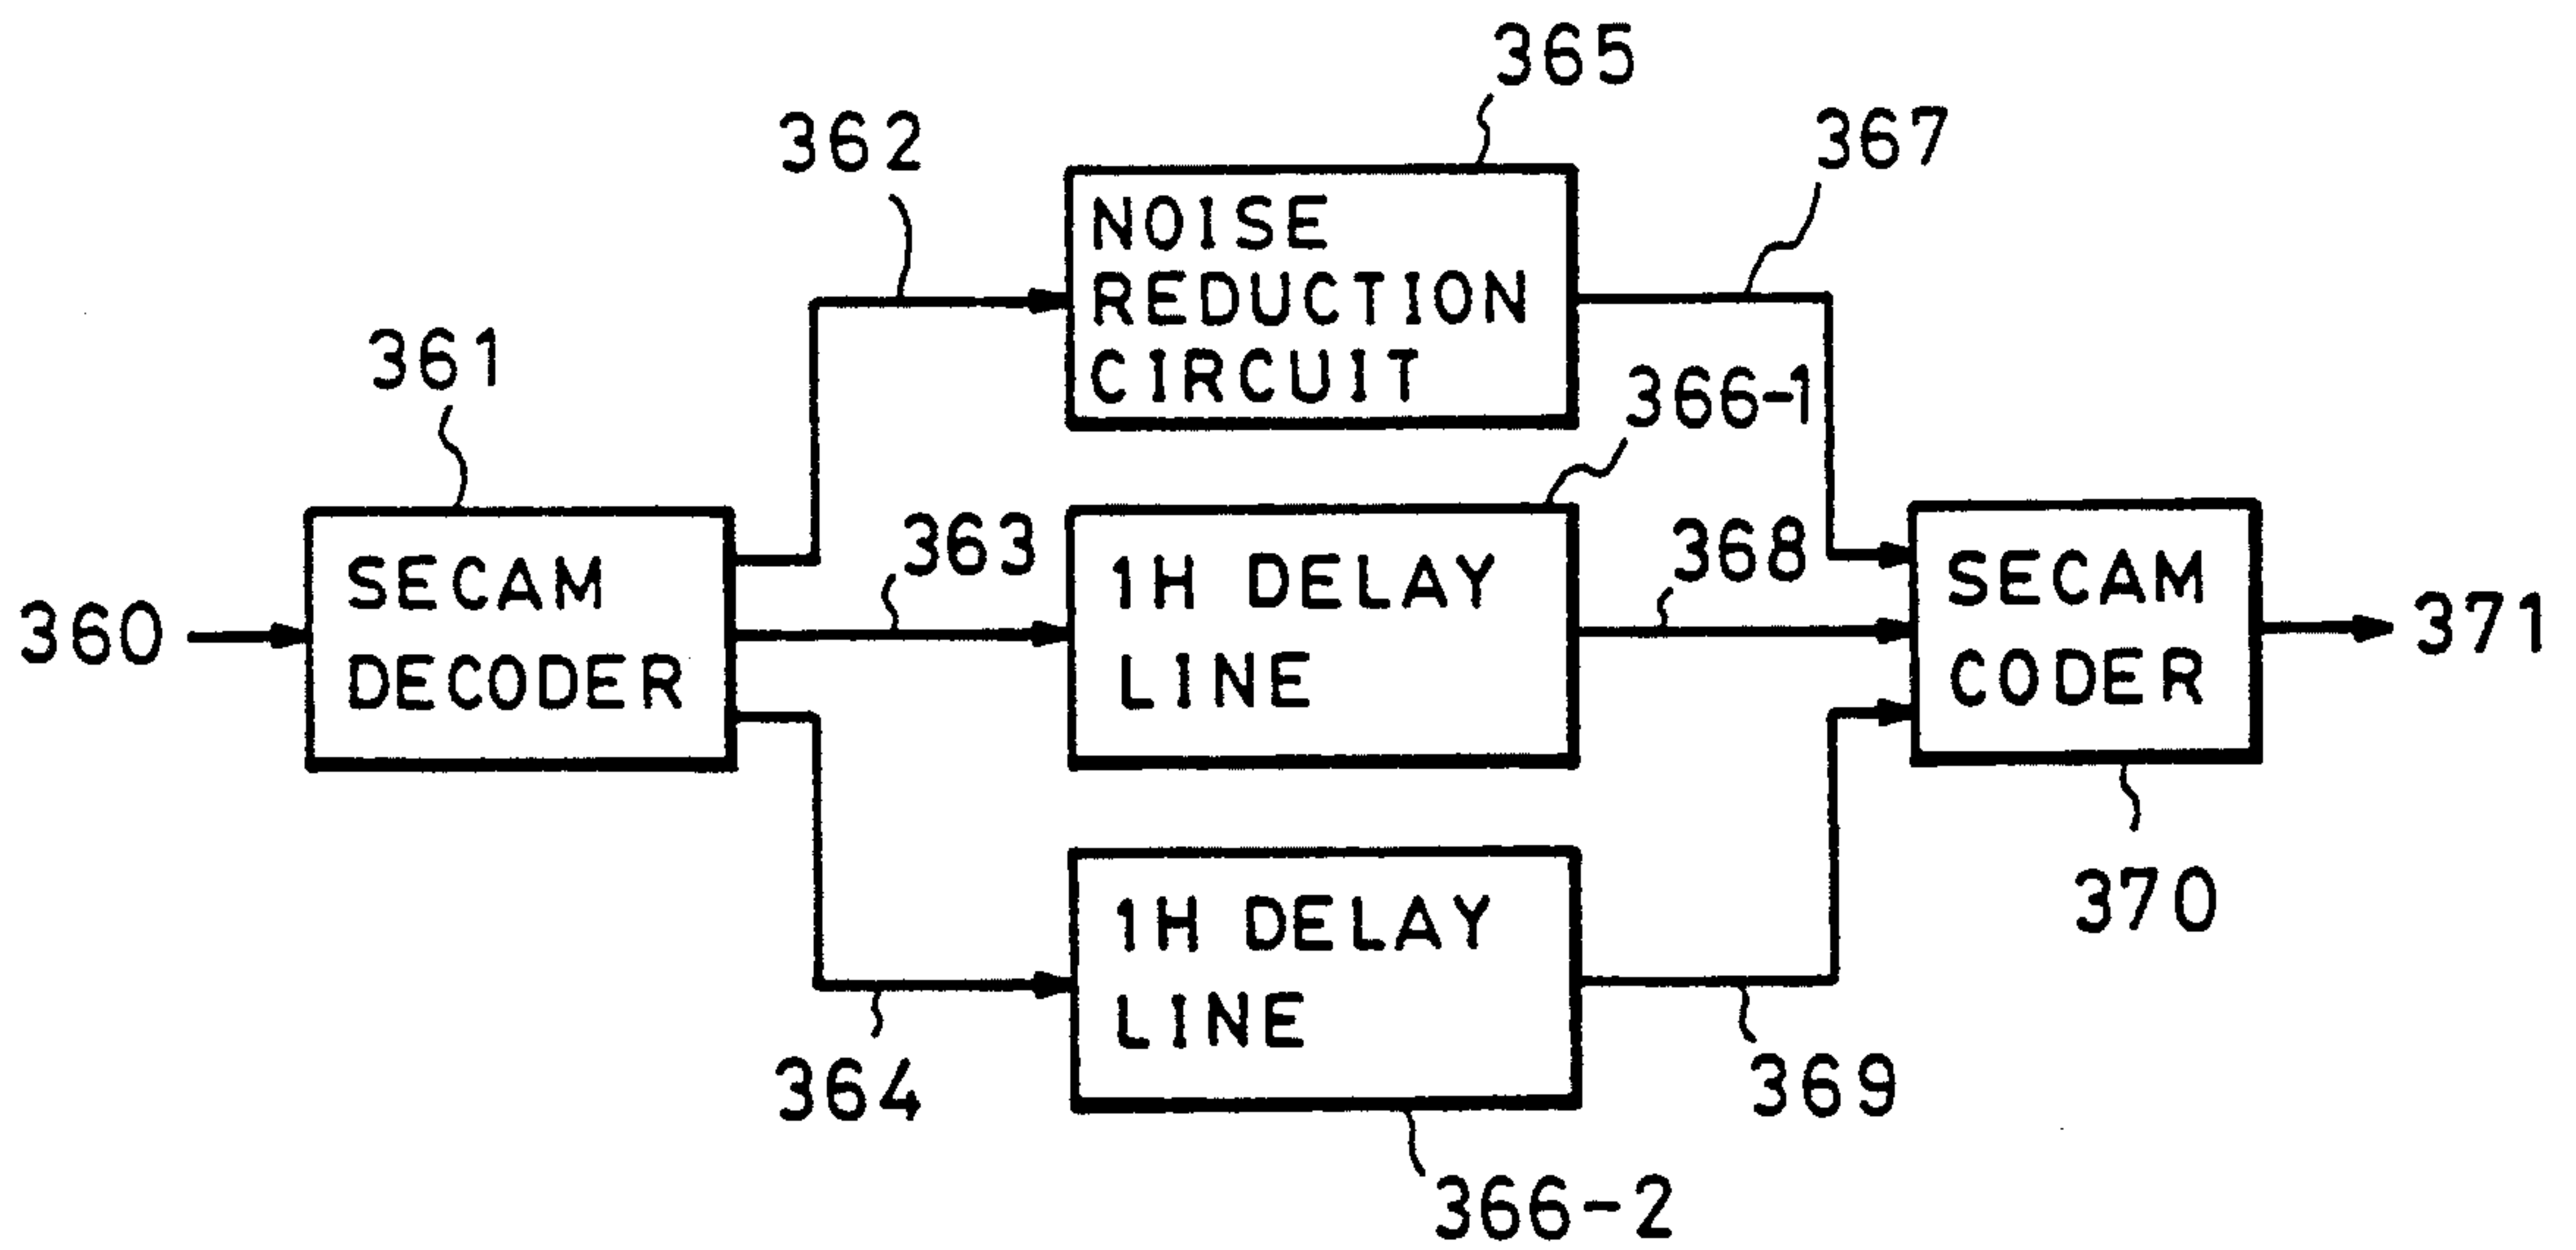 365
362
367
NOISE
REDUCTION
CIRCUIT
361
366-1
363
368
SECAM
DECODER
1H DELAY
LINE
SECAM
CODER
360
371
1H DELAY
LINE
370
364
369
366-2